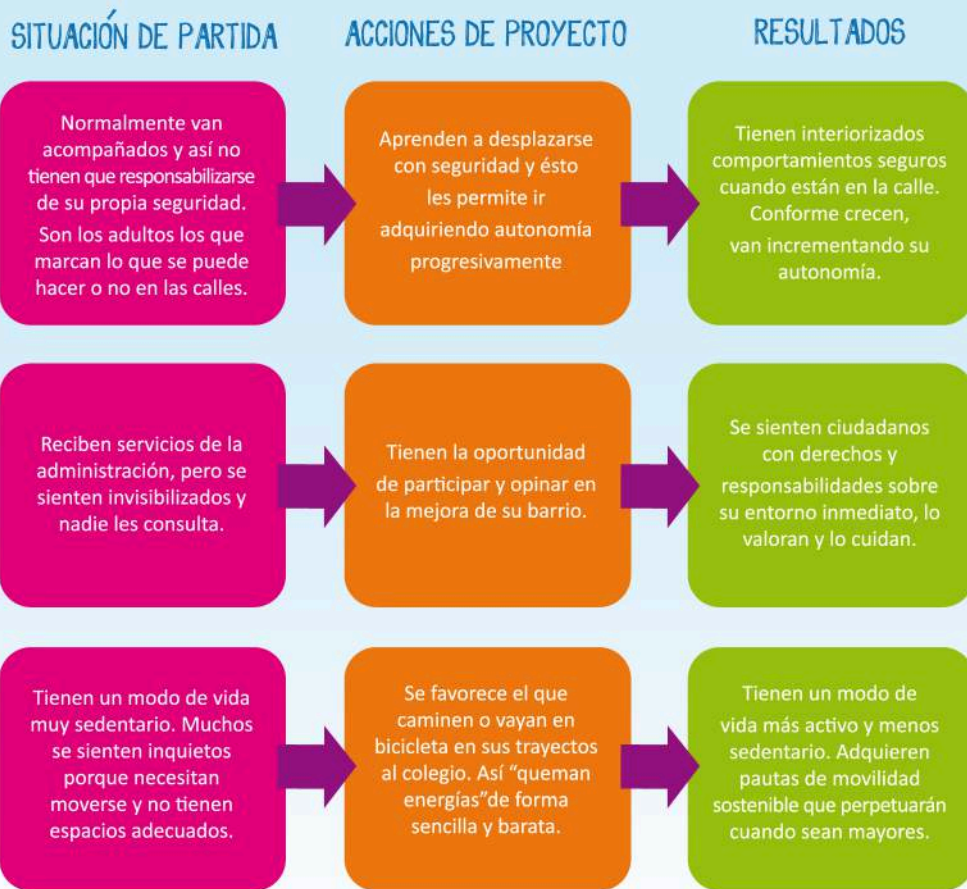 SITUACIÓN DE PARTIDA
ACCIONES DE PROYECTO
RESULTADOS
Normalmente van
acompañados y así no
tienen que responsabilizarse
de su propia seguridad.
Son los adultos los que
marcan lo que se puede
hacer o no en las calles.
Aprenden a desplazarse
con seguridad y ésto
les permite ir
adquiriendo autonomía
progresivamente
Tienen interiorizados
comportamientos seguros
cuando están en la calle.
Conforme crecen,
van incrementando su
autonomía.
Reciben servicios de la
administración, pero se
sienten invisibilizados y
nadie les consulta.
Tienen la oportunidad
de participar y opinar en
la mejora de su barrio.
Se sienten ciudadanos
con derechos y
responsabilidades sobre
su entorno inmediato, lo
valoran y lo cuidan.
Tienen un modo de vida
muy sedentario. Muchos
se sienten inquietos
porque necesitan
moverse y no tienen
espacios adecuados.
Se favorece el que
caminen o vayan en
bicicleta en sus trayectos
al colegio. Así “queman
energías”de forma
sencilla y barata.
Tienen un modo de
vida más activo y menos
sedentario. Adquieren
pautas de movilidad
sostenible que perpetuarán
cuando sean mayores.